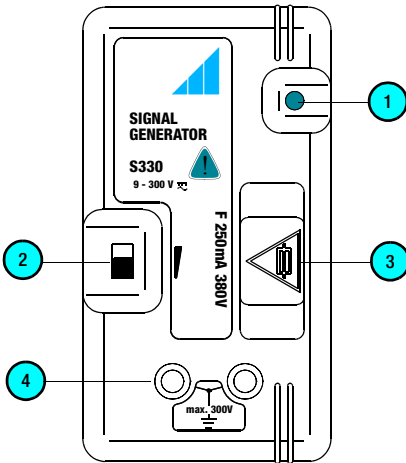 1
SIGNAL
GENERATOR
S330
!
9 - 300 V
F 250mA 380V
2
3
4
max. 300V